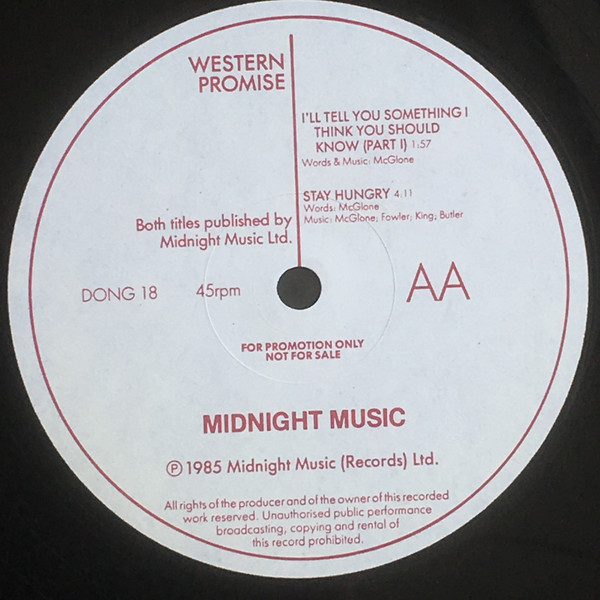 WESTERN
PROMISE
I'LL TELL YOU SOMETHING I
THINK YOU SHOULD
KNOW (PART I) 1:57
Words & Music: McGlone
STAY HUNGRY 4:11
Words: McGlone
Music: McGlone; Fowler; King; Butler
Both titles published by
Midnight Music Ltd.
DONG 18 45rpm AA
FOR PROMOTION ONLY
NOT FOR SALE
MIDNIGHT MUSIC
Ⓟ 1985 Midnight Music (Records) Ltd.
All rights of the producer and of the owner of this recorded
work reserved. Unauthorised public performance
broadcasting, copying and rental of
this record prohibited.